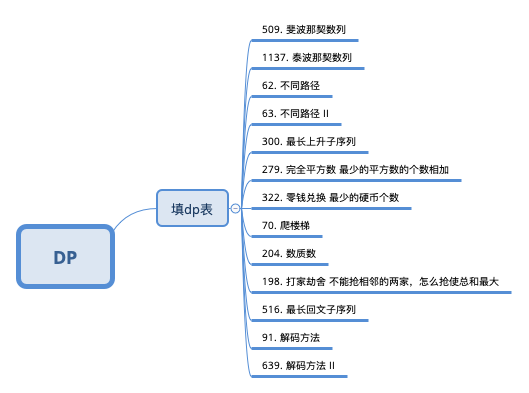 DP
填dp表
509. 斐波那契数列
1137. 泰波那契数列
62. 不同路径
63. 不同路径 II
300. 最长上升子序列
279. 完全平方数 最少的平方数的个数相加
322. 零钱兑换 最少的硬币个数
70. 爬楼梯
204. 数质数
198. 打家劫舍 不能抢相邻的两家，怎么抢使总和最大
516. 最长回文子序列
91. 解码方法
639. 解码方法 II